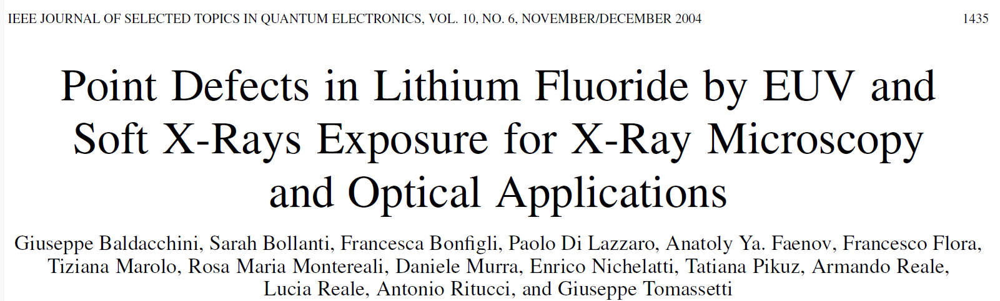 IEEE JOURNAL OF SELECTED TOPICS IN QUANTUM ELECTRONICS, VOL. 10, NO. 6, NOVEMBER/DECEMBER 2004 1435
Point Defects in Lithium Fluoride by EUV and
Soft X-Rays Exposure for X-Ray Microscopy
and Optical Applications
Giuseppe Baldacchini, Sarah Bollanti, Francesca Bonfigli, Paolo Di Lazzaro, Anatoly Ya. Faenov, Francesco Flora,
Tiziana Marolo, Rosa Maria Montereali, Daniele Murra, Enrico Nichelatti, Tatiana Pikuz, Armando Reale,
Lucia Reale, Antonio Ritucci, and Giuseppe Tomassetti